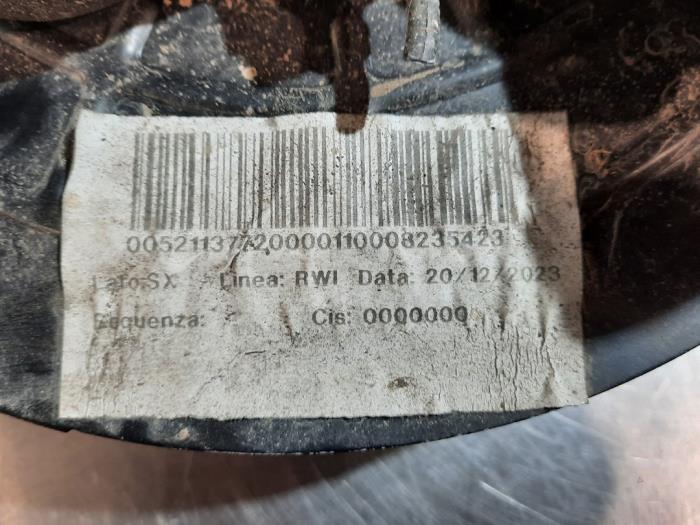 00521137720000110008235423
Lato:SX Linea: RWI Data: 20/12/2023
Sequenza: Cis: 0000000